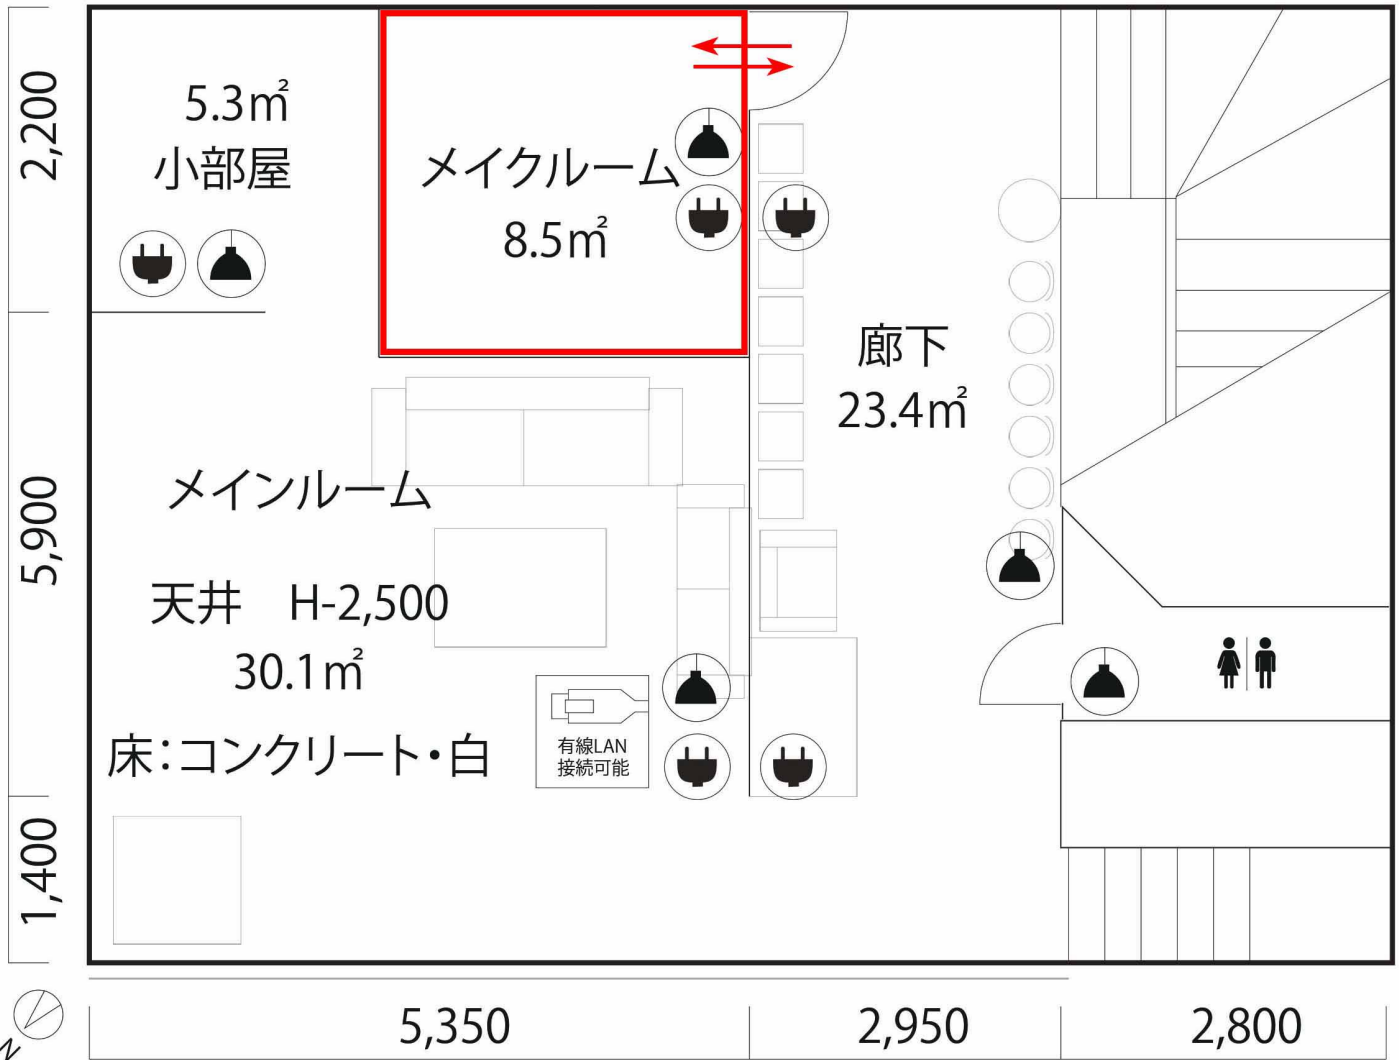 5.3㎡
小部屋
メイクルーム
8.5㎡
廊下
23.4㎡
メインルーム
天井　H-2,500
30.1㎡
床：コンクリート・白
有線LAN
接続可能
2,200
5,900
1,400
N
5,350
2,950
2,800